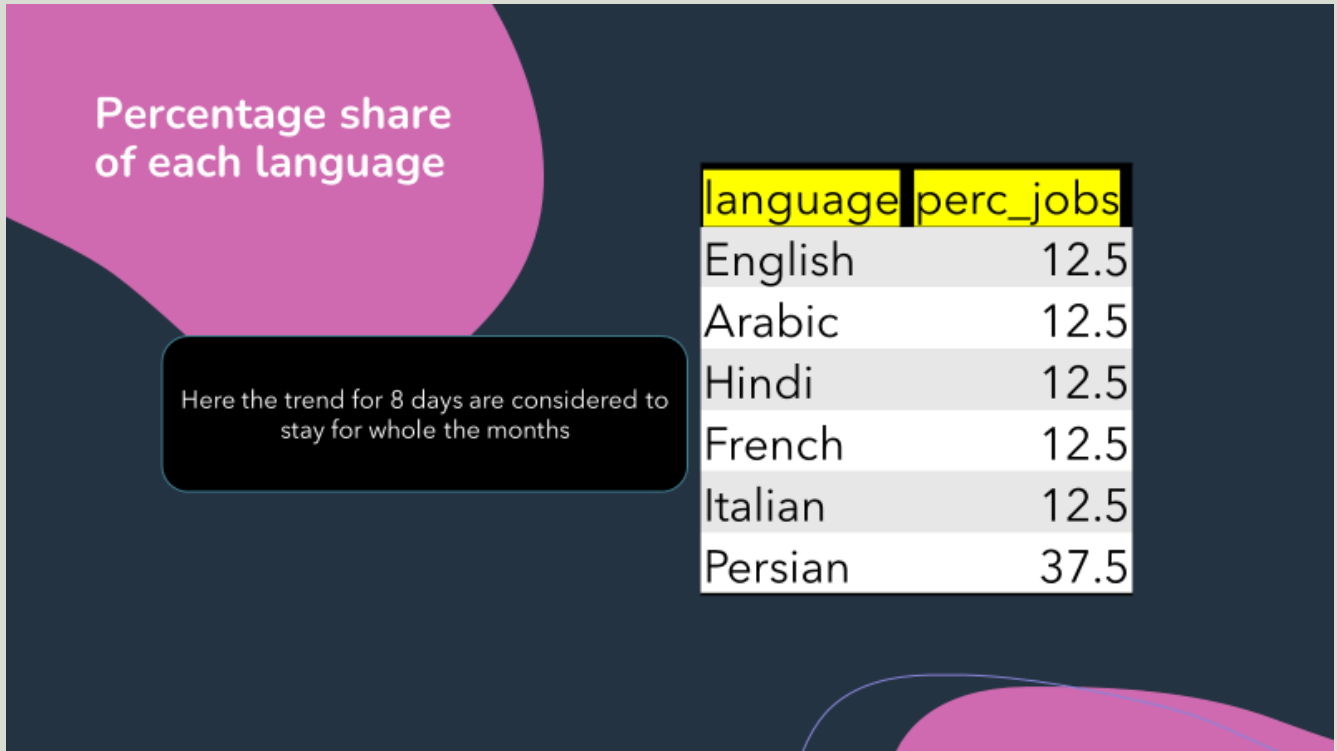 Percentage share
of each language
Here the trend for 8 days are considered to
stay for whole the months
language perc_jobs
English 12.5
Arabic 12.5
Hindi 12.5
French 12.5
Italian 12.5
Persian 37.5